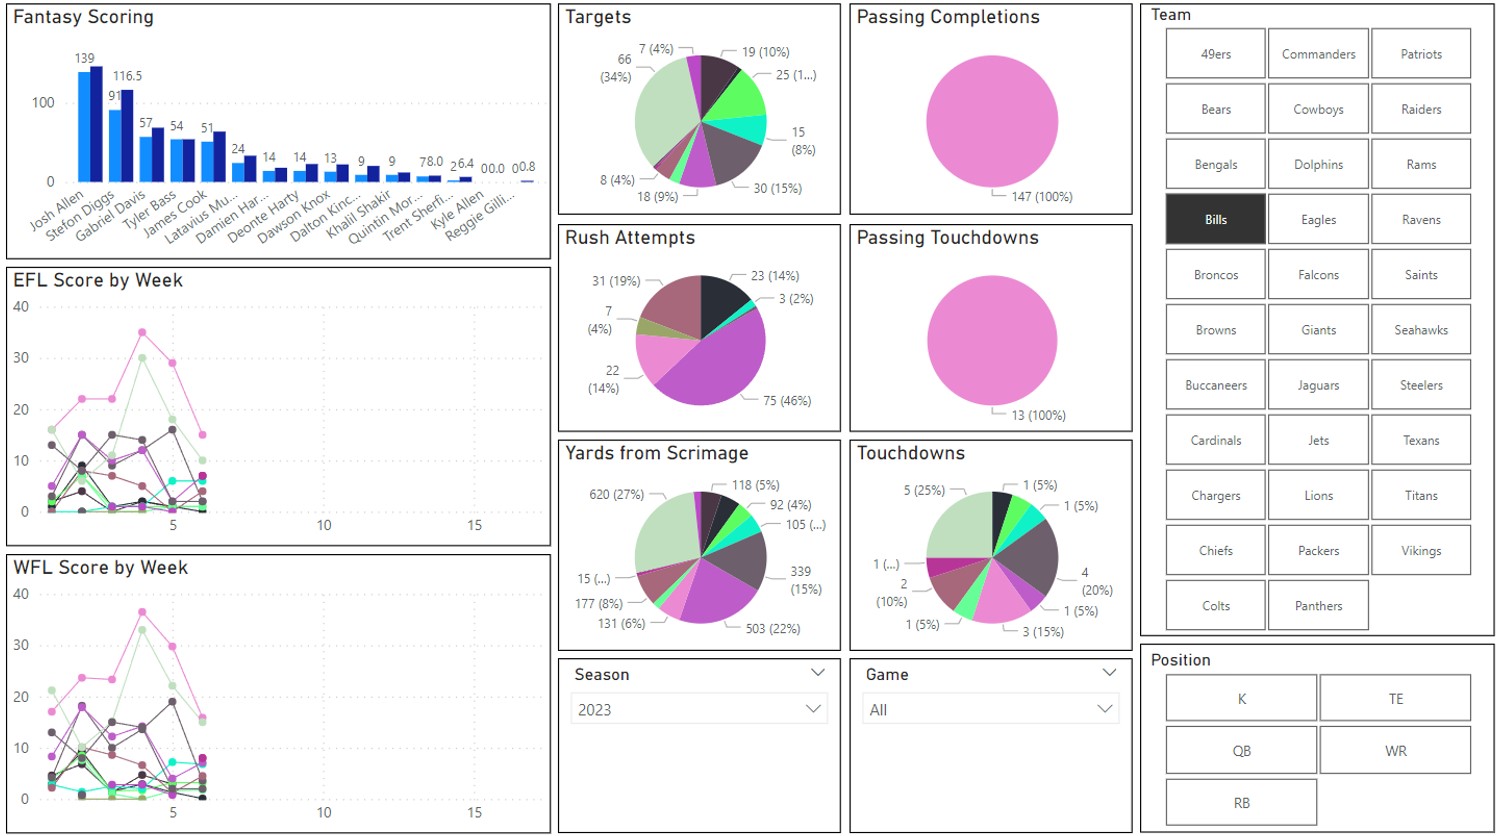 Fantasy Scoring
139
116.5
91
57
54
51
24
14
14
13
9
9
78.0
26.4
00.0
00.8
100
0
Josh Allen
Stefon Diggs
Gabriel Davis
Tyler Bass
James Cook
Latavius Mu...
Damien Har...
Deonte Harty
Dawson Knox
Dalton Kinc...
Khalil Shakir
Quintin Mor...
Trent Sherfi...
Kyle Allen
Reggie Gilli...
EFL Score by Week
40
30
20
10
0
5
10
15
WFL Score by Week
40
30
20
10
0
5
10
15
Targets
7 (4%)
19 (10%)
66
(34%)
25 (1...)
15
(8%)
8 (4%)
18 (9%)
30 (15%)
Rush Attempts
31 (19%)
23 (14%)
3 (2%)
7
(4%)
22
(14%)
75 (46%)
Yards from Scrimage
620 (27%)
118 (5%)
92 (4%)
105 (...)
15 (...)
339
(15%)
177 (8%)
131 (6%)
503 (22%)
Season
2023
Passing Completions
147 (100%)
Passing Touchdowns
13 (100%)
Touchdowns
5 (25%)
1 (5%)
1 (5%)
1 (...)
2
(10%)
4
(20%)
1 (5%)
1 (5%)
3 (15%)
Game
All
Team
49ers Commanders Patriots
Bears Cowboys Raiders
Bengals Dolphins Rams
Bills Eagles Ravens
Broncos Falcons Saints
Browns Giants Seahawks
Buccaneers Jaguars Steelers
Cardinals Jets Texans
Chargers Lions Titans
Chiefs Packers Vikings
Colts Panthers
Position
K TE
QB WR
RB